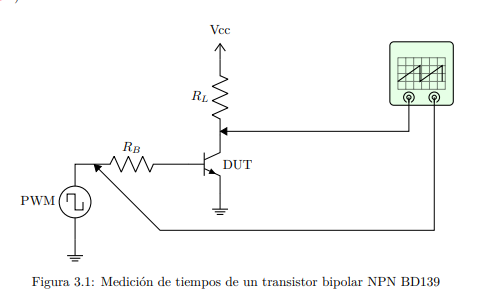 Vcc
R_L
R_B
DUT
PWM
Figura 3.1: Medición de tiempos de un transistor bipolar NPN BD139